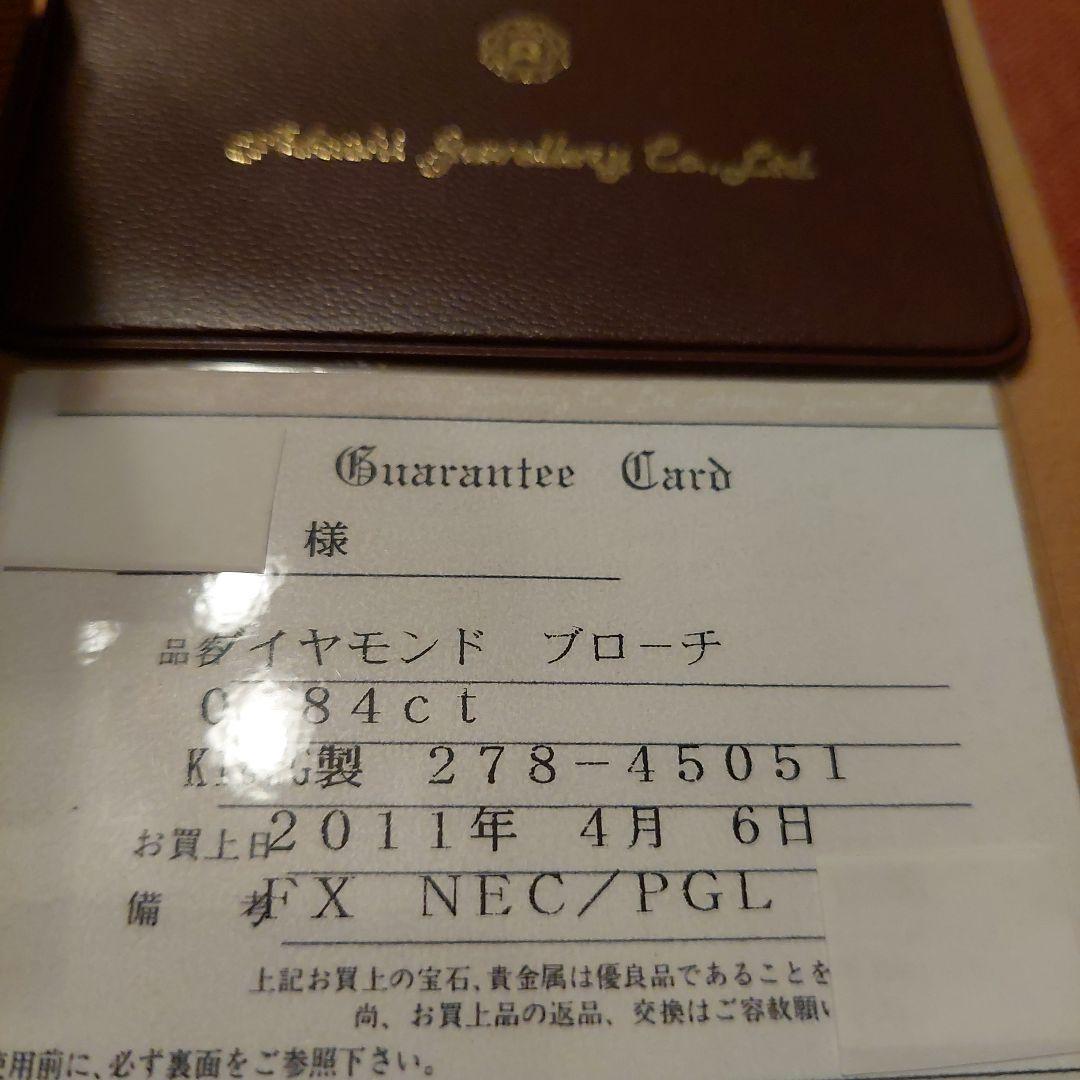 Jewellery Co.,Ltd.
Guarantee Card
様
品名 ダイヤモンド ブローチ
84ct
製 278-45051
お買上日 2011年 4月 6日
備 考 FX NEC/PGL
上記お買上の宝石、貴金属は優良品であることを
尚、お買上品の返品、交換はご容赦願い
使用前に、必ず裏面をご参照下さい。